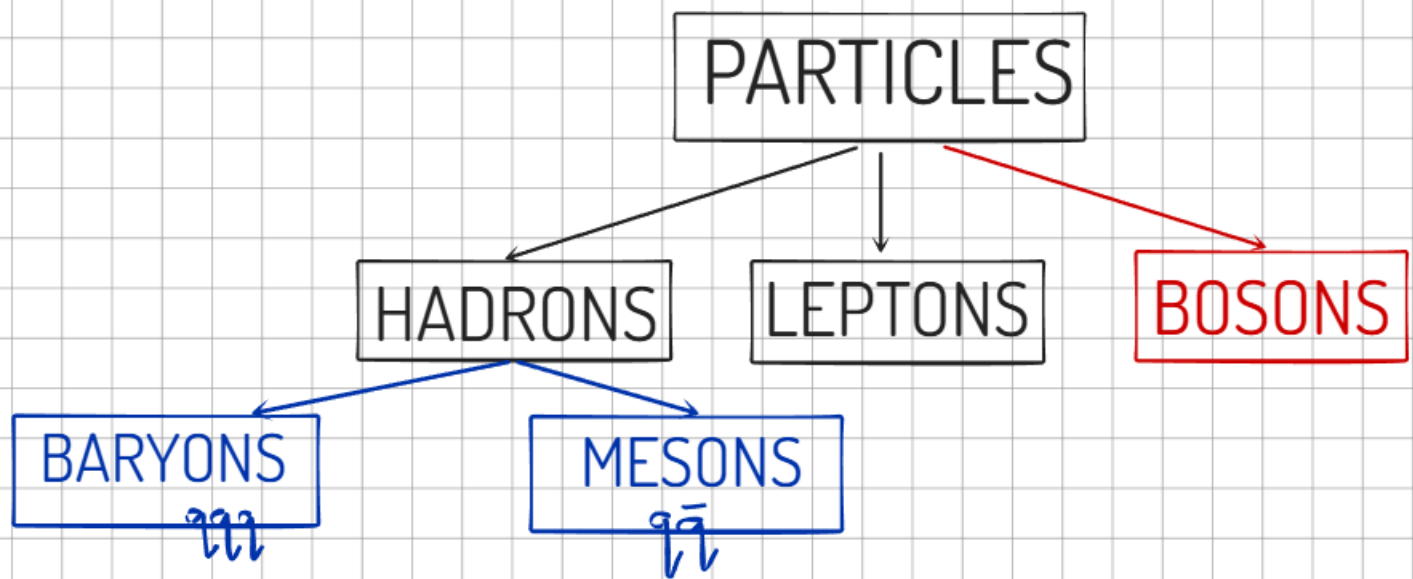 PARTICLES
HADRONS
LEPTONS
BOSONS
BARYONS
qqq
MESONS
qq̄